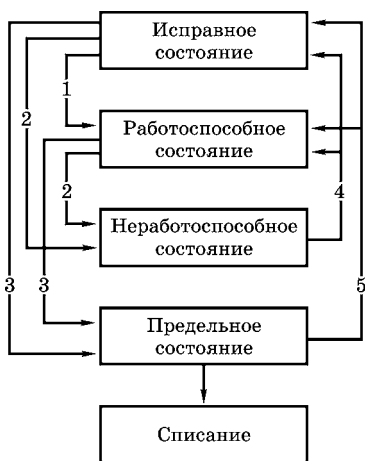 Исправное
состояние
1
2
Работоспособное
состояние
2
4
Неработоспособное
состояние
3
3
5
Предельное
состояние
Списание